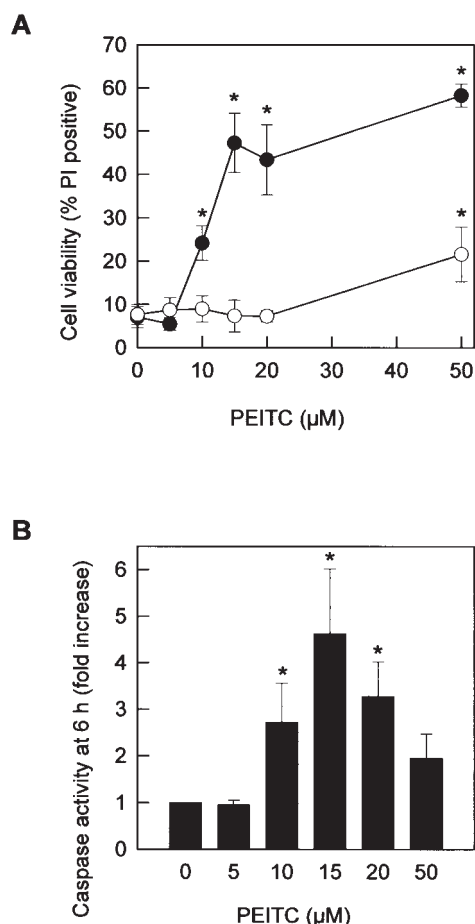 A
Cell viability (% PI positive)
70
60
50
40
30
20
10
0
* * * * *
0 10 20 30 40 50
PEITC (µM)
B
Caspase activity at 6 h (fold increase)
6
5
4
3
2
1
0
* * *
0 5 10 15 20 50
PEITC (µM)